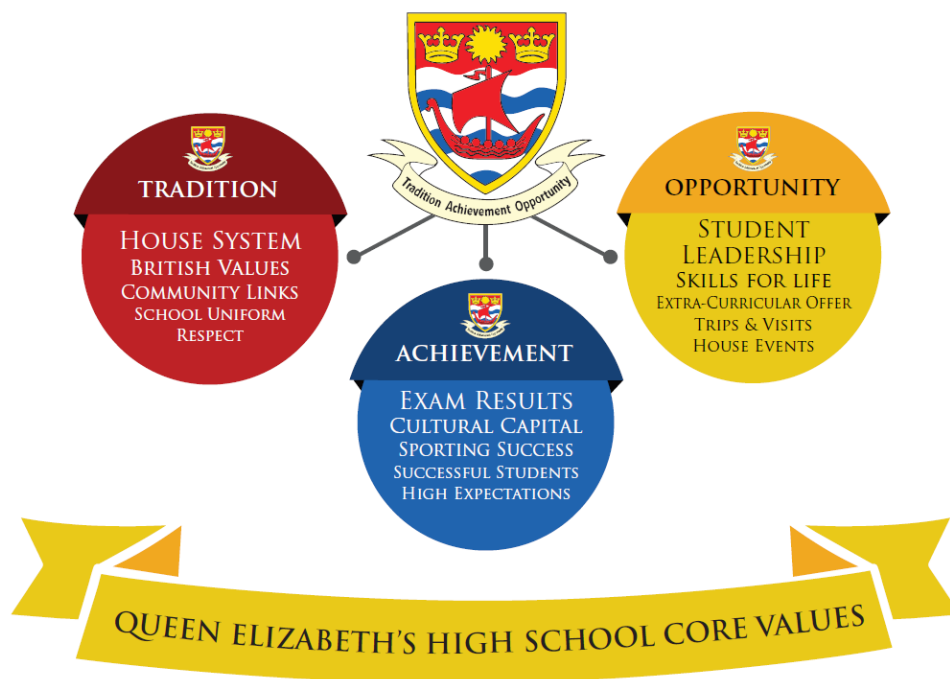 Tradition Achievement Opportunity
TRADITION
HOUSE SYSTEM
BRITISH VALUES
COMMUNITY LINKS
SCHOOL UNIFORM
RESPECT
ACHIEVEMENT
EXAM RESULTS
CULTURAL CAPITAL
SPORTING SUCCESS
SUCCESSFUL STUDENTS
HIGH EXPECTATIONS
OPPORTUNITY
STUDENT
LEADERSHIP
SKILLS FOR LIFE
EXTRA-CURRICULAR OFFER
TRIPS & VISITS
HOUSE EVENTS
QUEEN ELIZABETH'S HIGH SCHOOL CORE VALUES